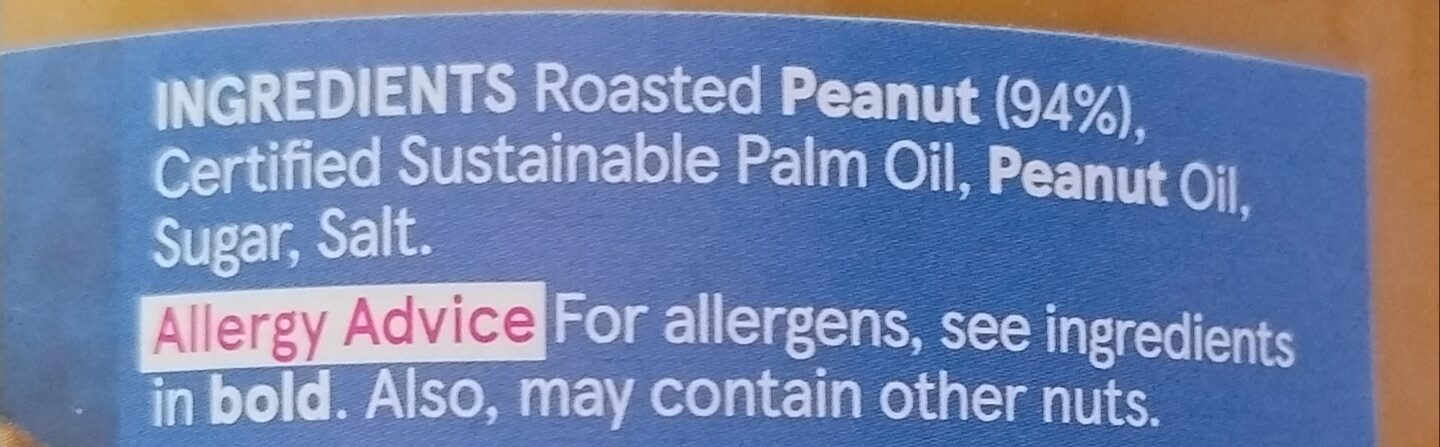 INGREDIENTS Roasted Peanut (94%),
Certified Sustainable Palm Oil, Peanut Oil,
Sugar, Salt.
Allergy Advice For allergens, see ingredients
in bold. Also, may contain other nuts.